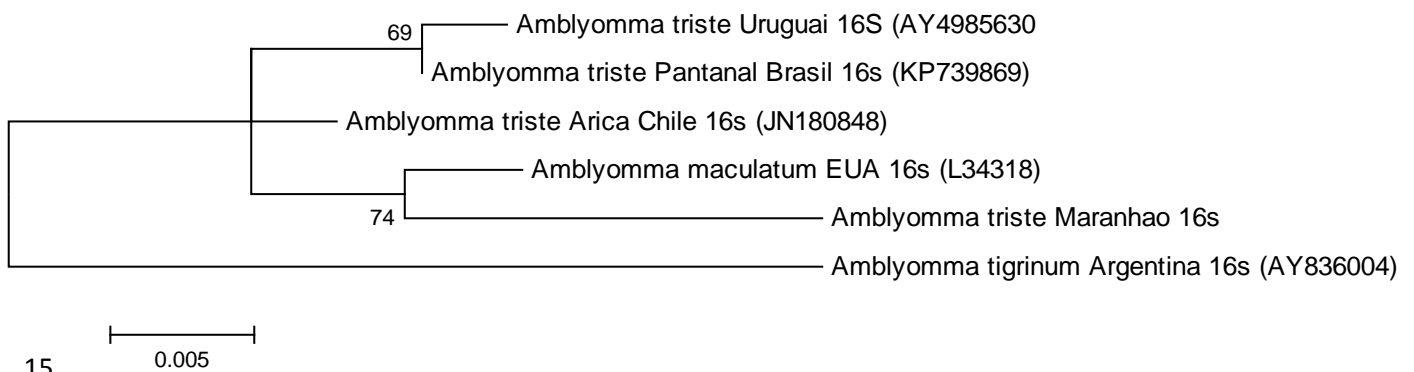 69
Amblyomma triste Uruguai 16S (AY4985630
Amblyomma triste Pantanal Brasil 16s (KP739869)
Amblyomma triste Arica Chile 16s (JN180848)
Amblyomma maculatum EUA 16s (L34318)
74
Amblyomma triste Maranhao 16s
Amblyomma tigrinum Argentina 16s (AY836004)
0.005
15